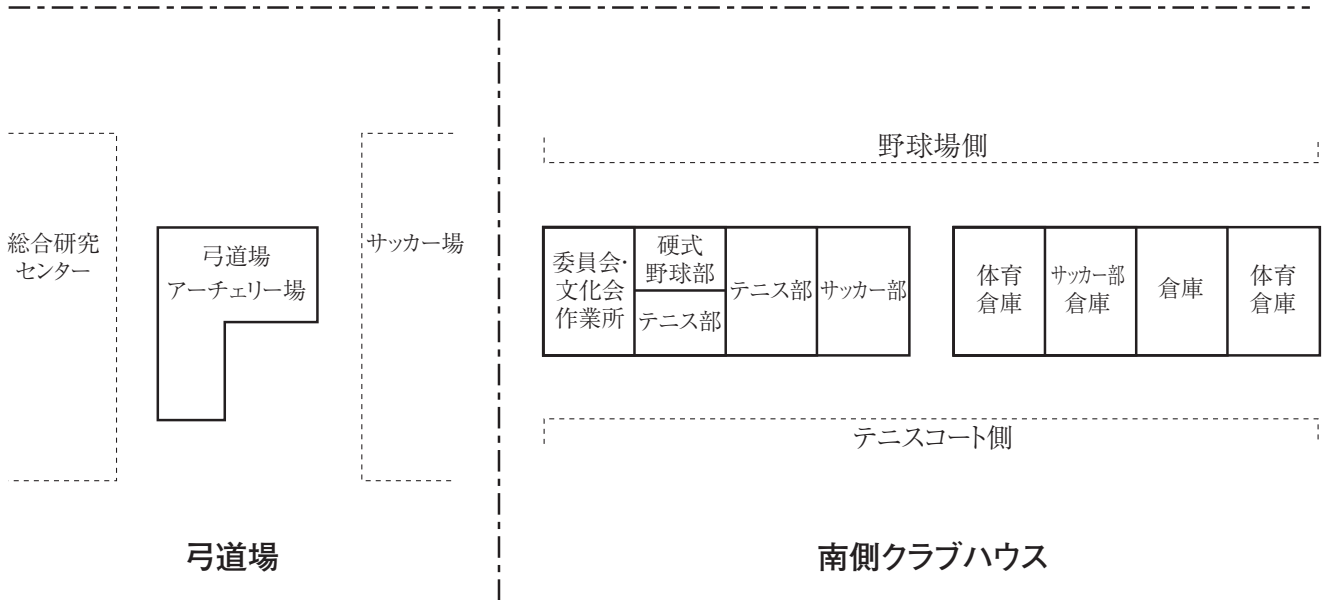 総合研究
センター
弓道場
アーチェリー場
サッカー場
弓道場
野球場側
委員会・
文化会
作業所
硬式
野球部
テニス部
テニス部
サッカー部
体育
倉庫
サッカー部
倉庫
倉庫
体育
倉庫
テニスコート側
南側クラブハウス